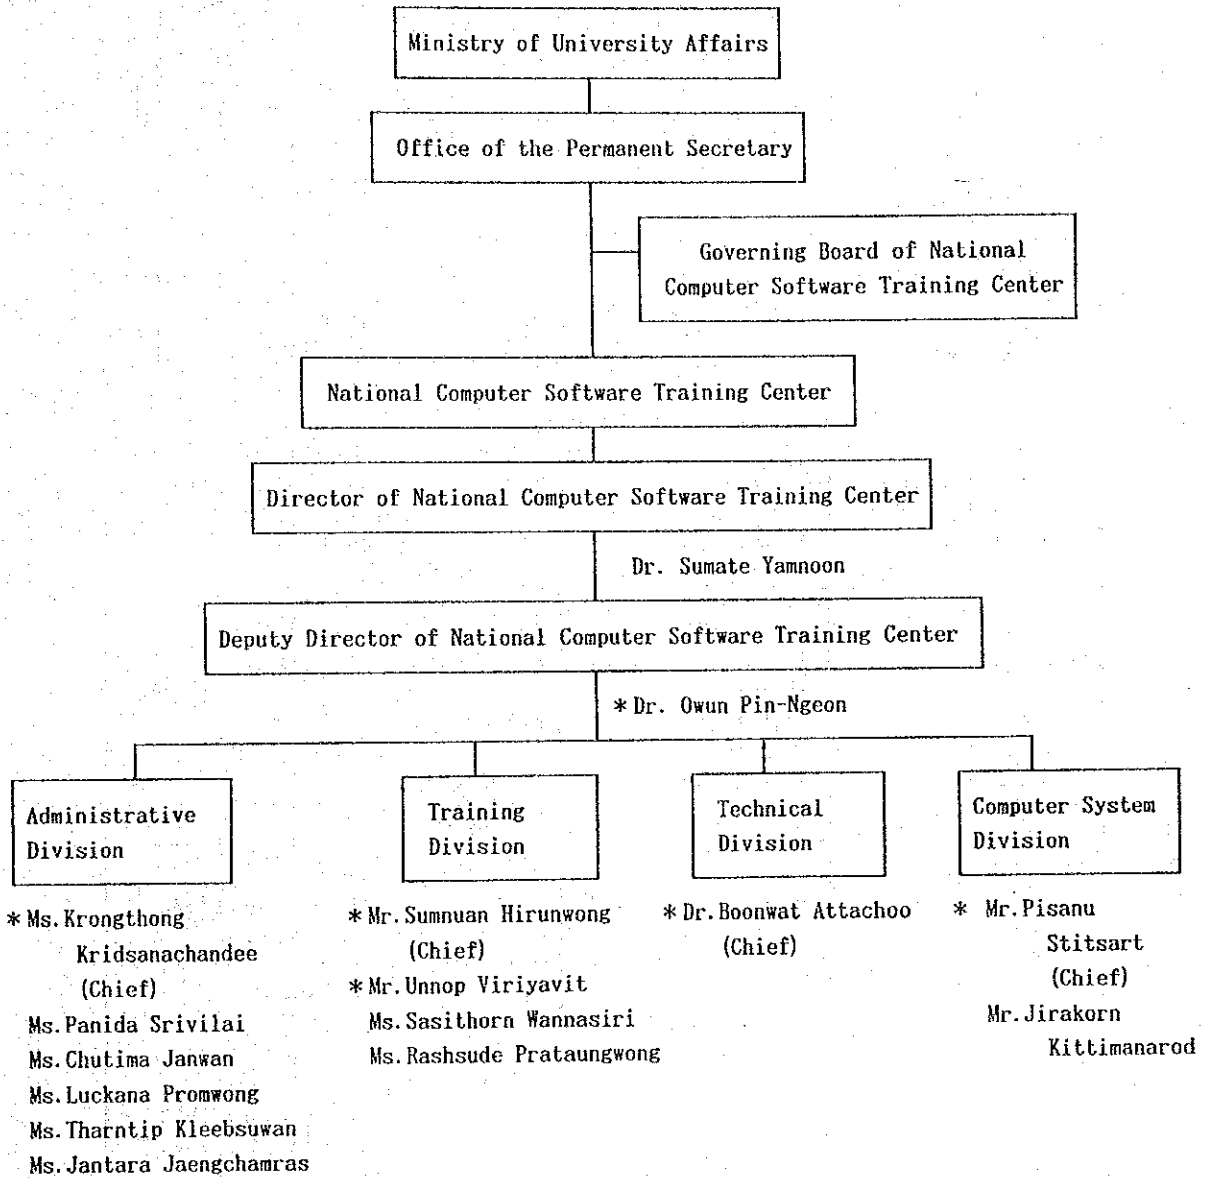 Ministry of University Affairs
Office of the Permanent Secretary
Governing Board of National
Computer Software Training Center
National Computer Software Training Center
Director of National Computer Software Training Center
Dr. Sumate Yamnoon
Deputy Director of National Computer Software Training Center
*Dr. Owun Pin-Ngeon
Administrative
Division
*Ms. Krongthong
Kridsanachandee
(Chief)
Ms. Panida Srivilai
Ms. Chutima Janwan
Ms. Luckana Promwong
Ms. Tharntip Kleebsuwan
Ms. Jantara Jaengchamras
Training
Division
*Mr. Sumnuan Hirunwong
(Chief)
*Mr. Unnop Viriyavit
Ms. Sasithorn Wannasiri
Ms. Rashsude Prataungwong
Technical
Division
*Dr. Boonwat Attachoo
(Chief)
Computer System
Division
* Mr. Pisanu
Stitsart
(Chief)
Mr. Jirakorn
Kittimanarod